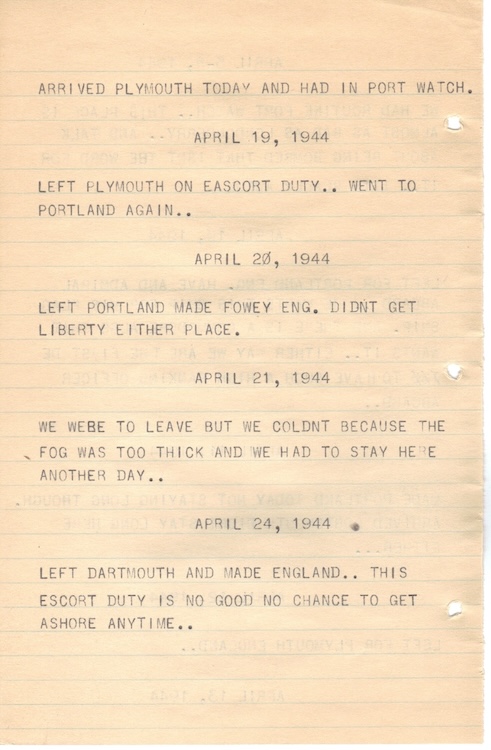 ARRIVED PLYMOUTH TODAY AND HAD IN PORT WATCH.
APRIL 19, 1944
LEFT PLYMOUTH ON EASCORT DUTY.. WENT TO
PORTLAND AGAIN..
APRIL 20, 1944
LEFT PORTLAND MADE FOWEY ENG. DIDNT GET
LIBERTY EITHER PLACE.
APRIL 21, 1944
WE WEBE TO LEAVE BUT WE COLDNT BECAUSE THE
FOG WAS TOO THICK AND WE HAD TO STAY HERE
ANOTHER DAY..
APRIL 24, 1944
LEFT DARTMOUTH AND MADE ENGLAND.. THIS
ESCORT DUTY IS NO GOOD NO CHANCE TO GET
ASHORE ANYTIME..